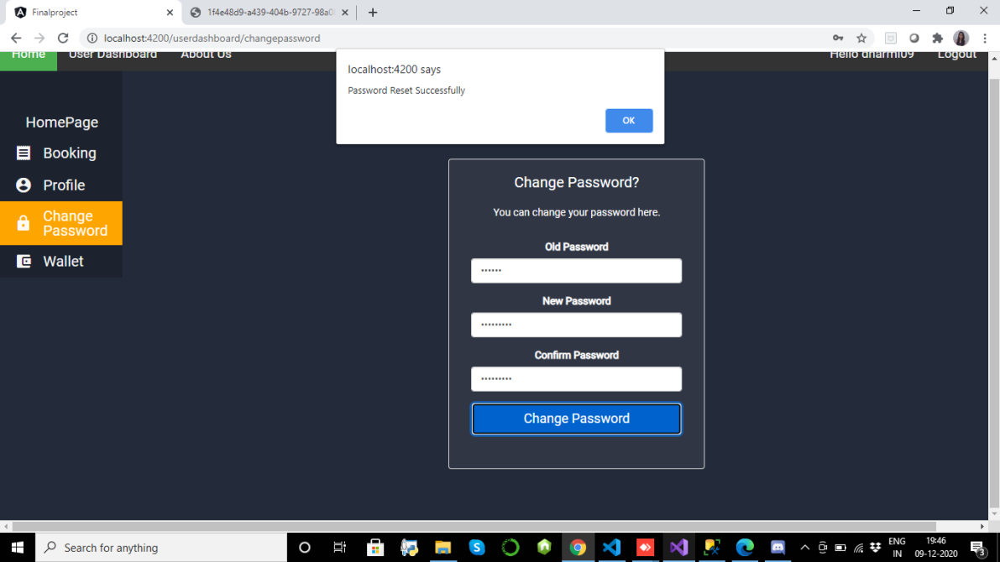 Finalproject
1f4e48d9-a439-404b-9727-98a0
localhost:4200/userdashboard/changepassword
Home User Dashboard About Us Hello dharmi09 Logout
localhost:4200 says
Password Reset Successfully
OK
HomePage
Booking
Profile
Change
Password
Wallet
Change Password?
You can change your password here.
Old Password
••••••
New Password
•••••••••
Confirm Password
•••••••••
Change Password
Search for anything
ENG
IN
19:46
09-12-2020
3